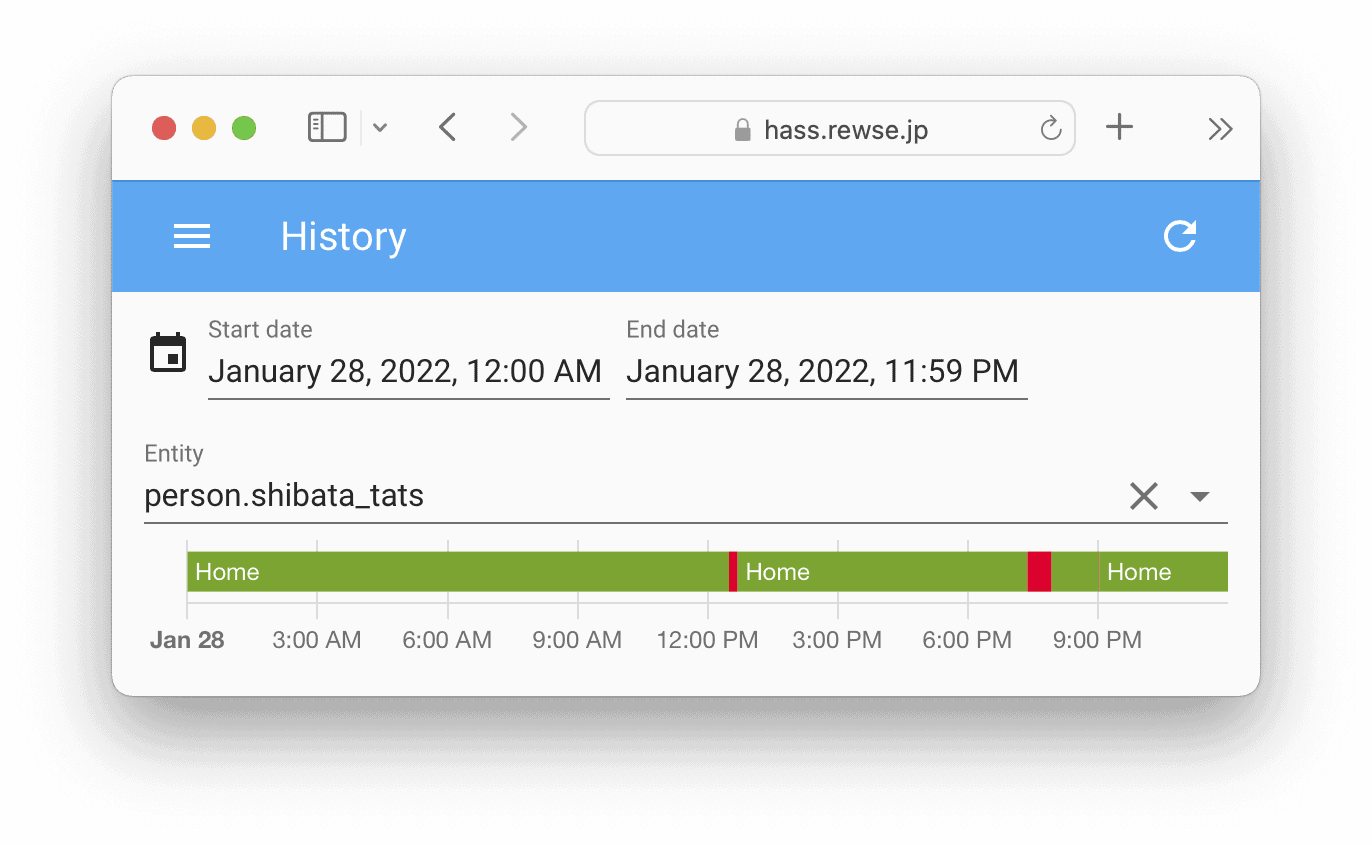 hass.rewse.jp
History
Start date End date
January 28, 2022, 12:00 AM January 28, 2022, 11:59 PM
Entity
person.shibata_tats
Home Home Home
Jan 28 3:00 AM 6:00 AM 9:00 AM 12:00 PM 3:00 PM 6:00 PM 9:00 PM